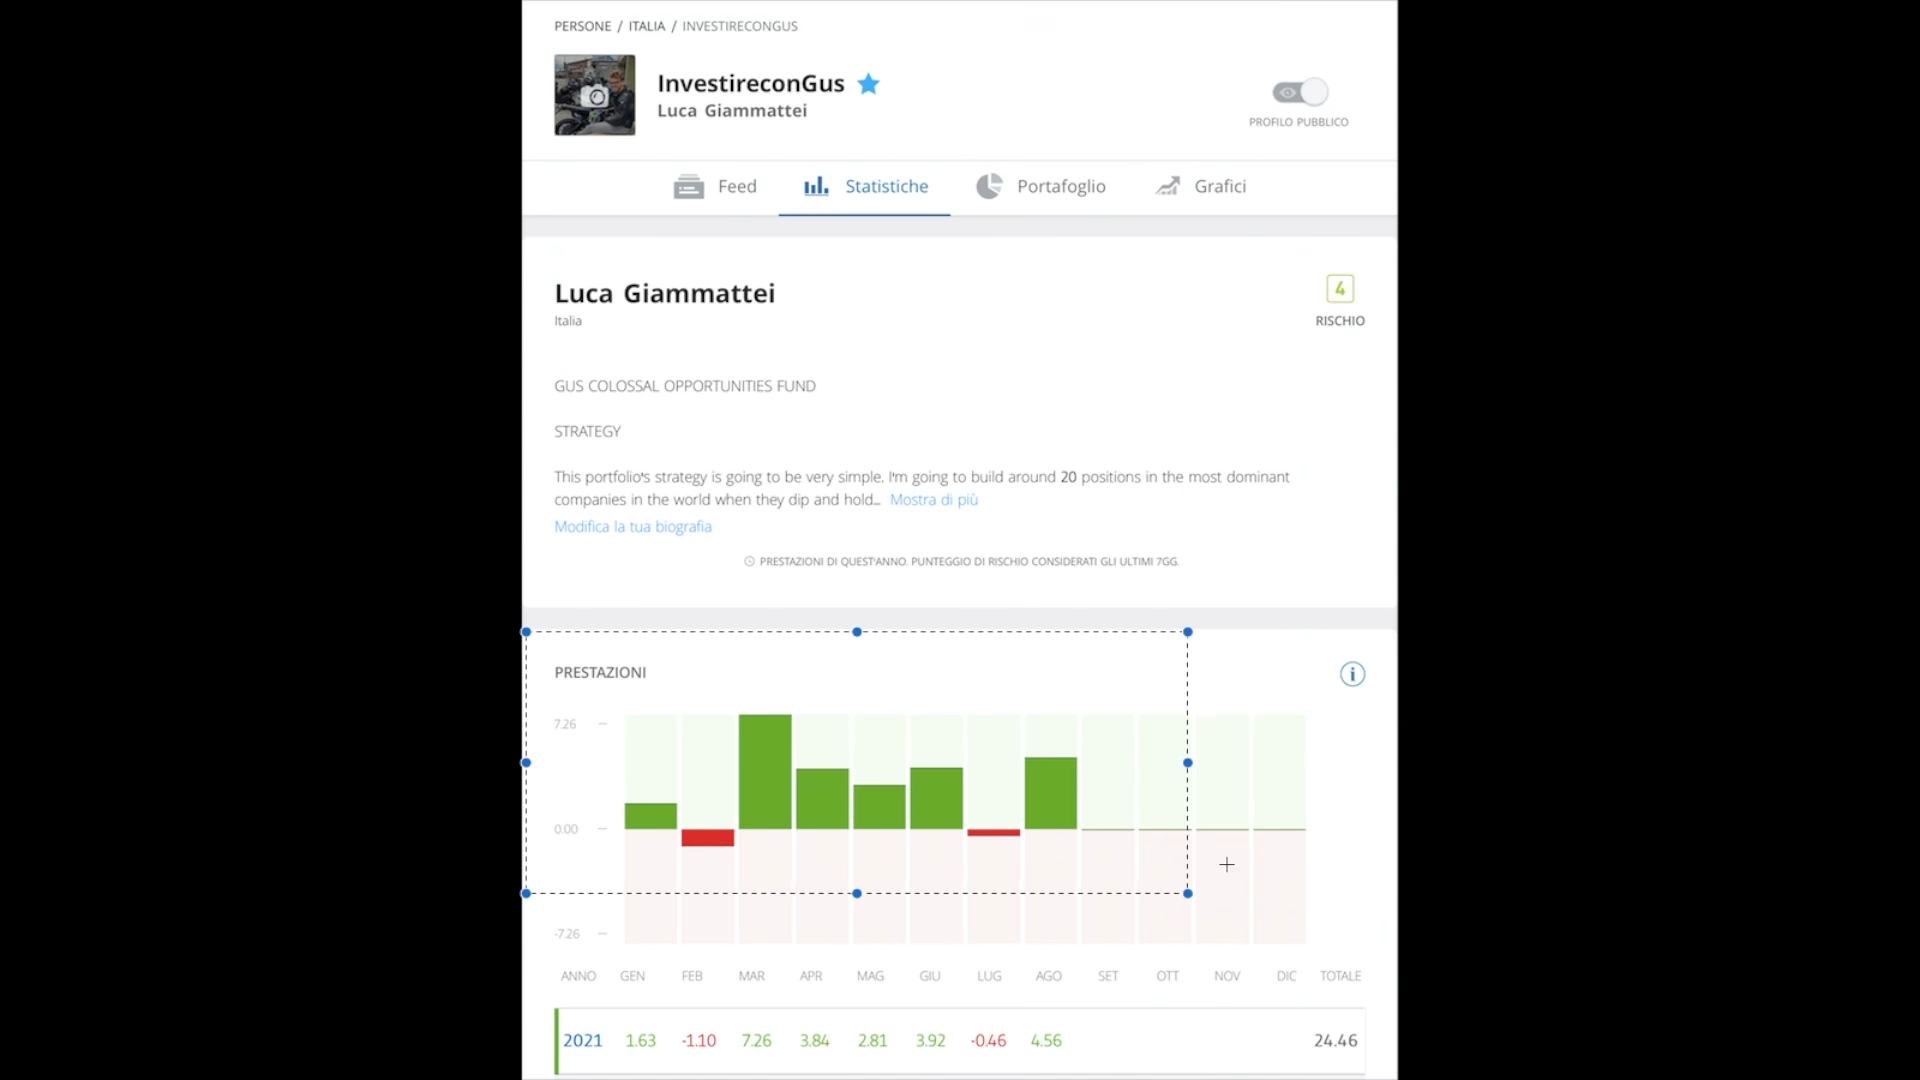 PERSONE / ITALIA / INVESTIRECONGUS
InvestireconGus
Luca Giammattei
PROFILO PUBBLICO
Feed Statistiche Portafoglio Grafici
Luca Giammattei
Italia
4
RISCHIO
GUS COLOSSAL OPPORTUNITIES FUND
STRATEGY
This portfolio's strategy is going to be very simple. I'm going to build around 20 positions in the most dominant
companies in the world when they dip and hold... Mostra di più
Modifica la tua biografia
PRESTAZIONI DI QUEST'ANNO. PUNTEGGIO DI RISCHIO CONSIDERATI GLI ULTIMI 7GG.
PRESTAZIONI
7.26
0.00
-7.26
ANNO GEN FEB MAR APR MAG GIU LUG AGO SET OTT NOV DIC TOTALE
2021 1.63 -1.10 7.26 3.84 2.81 3.92 -0.46 4.56 24.46